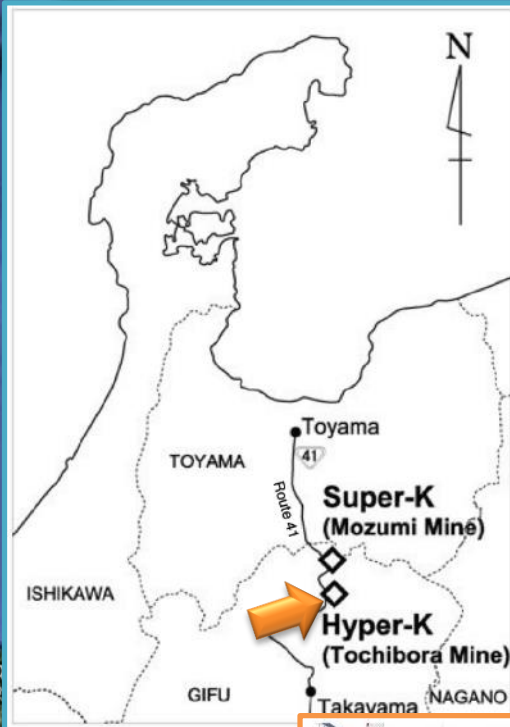 N
Toyama
41
TOYAMA
Route 41
Super-K
(Mozumi Mine)
ISHIKAWA
Hyper-K
(Tochibora Mine)
GIFU
NAGANO
Takayama